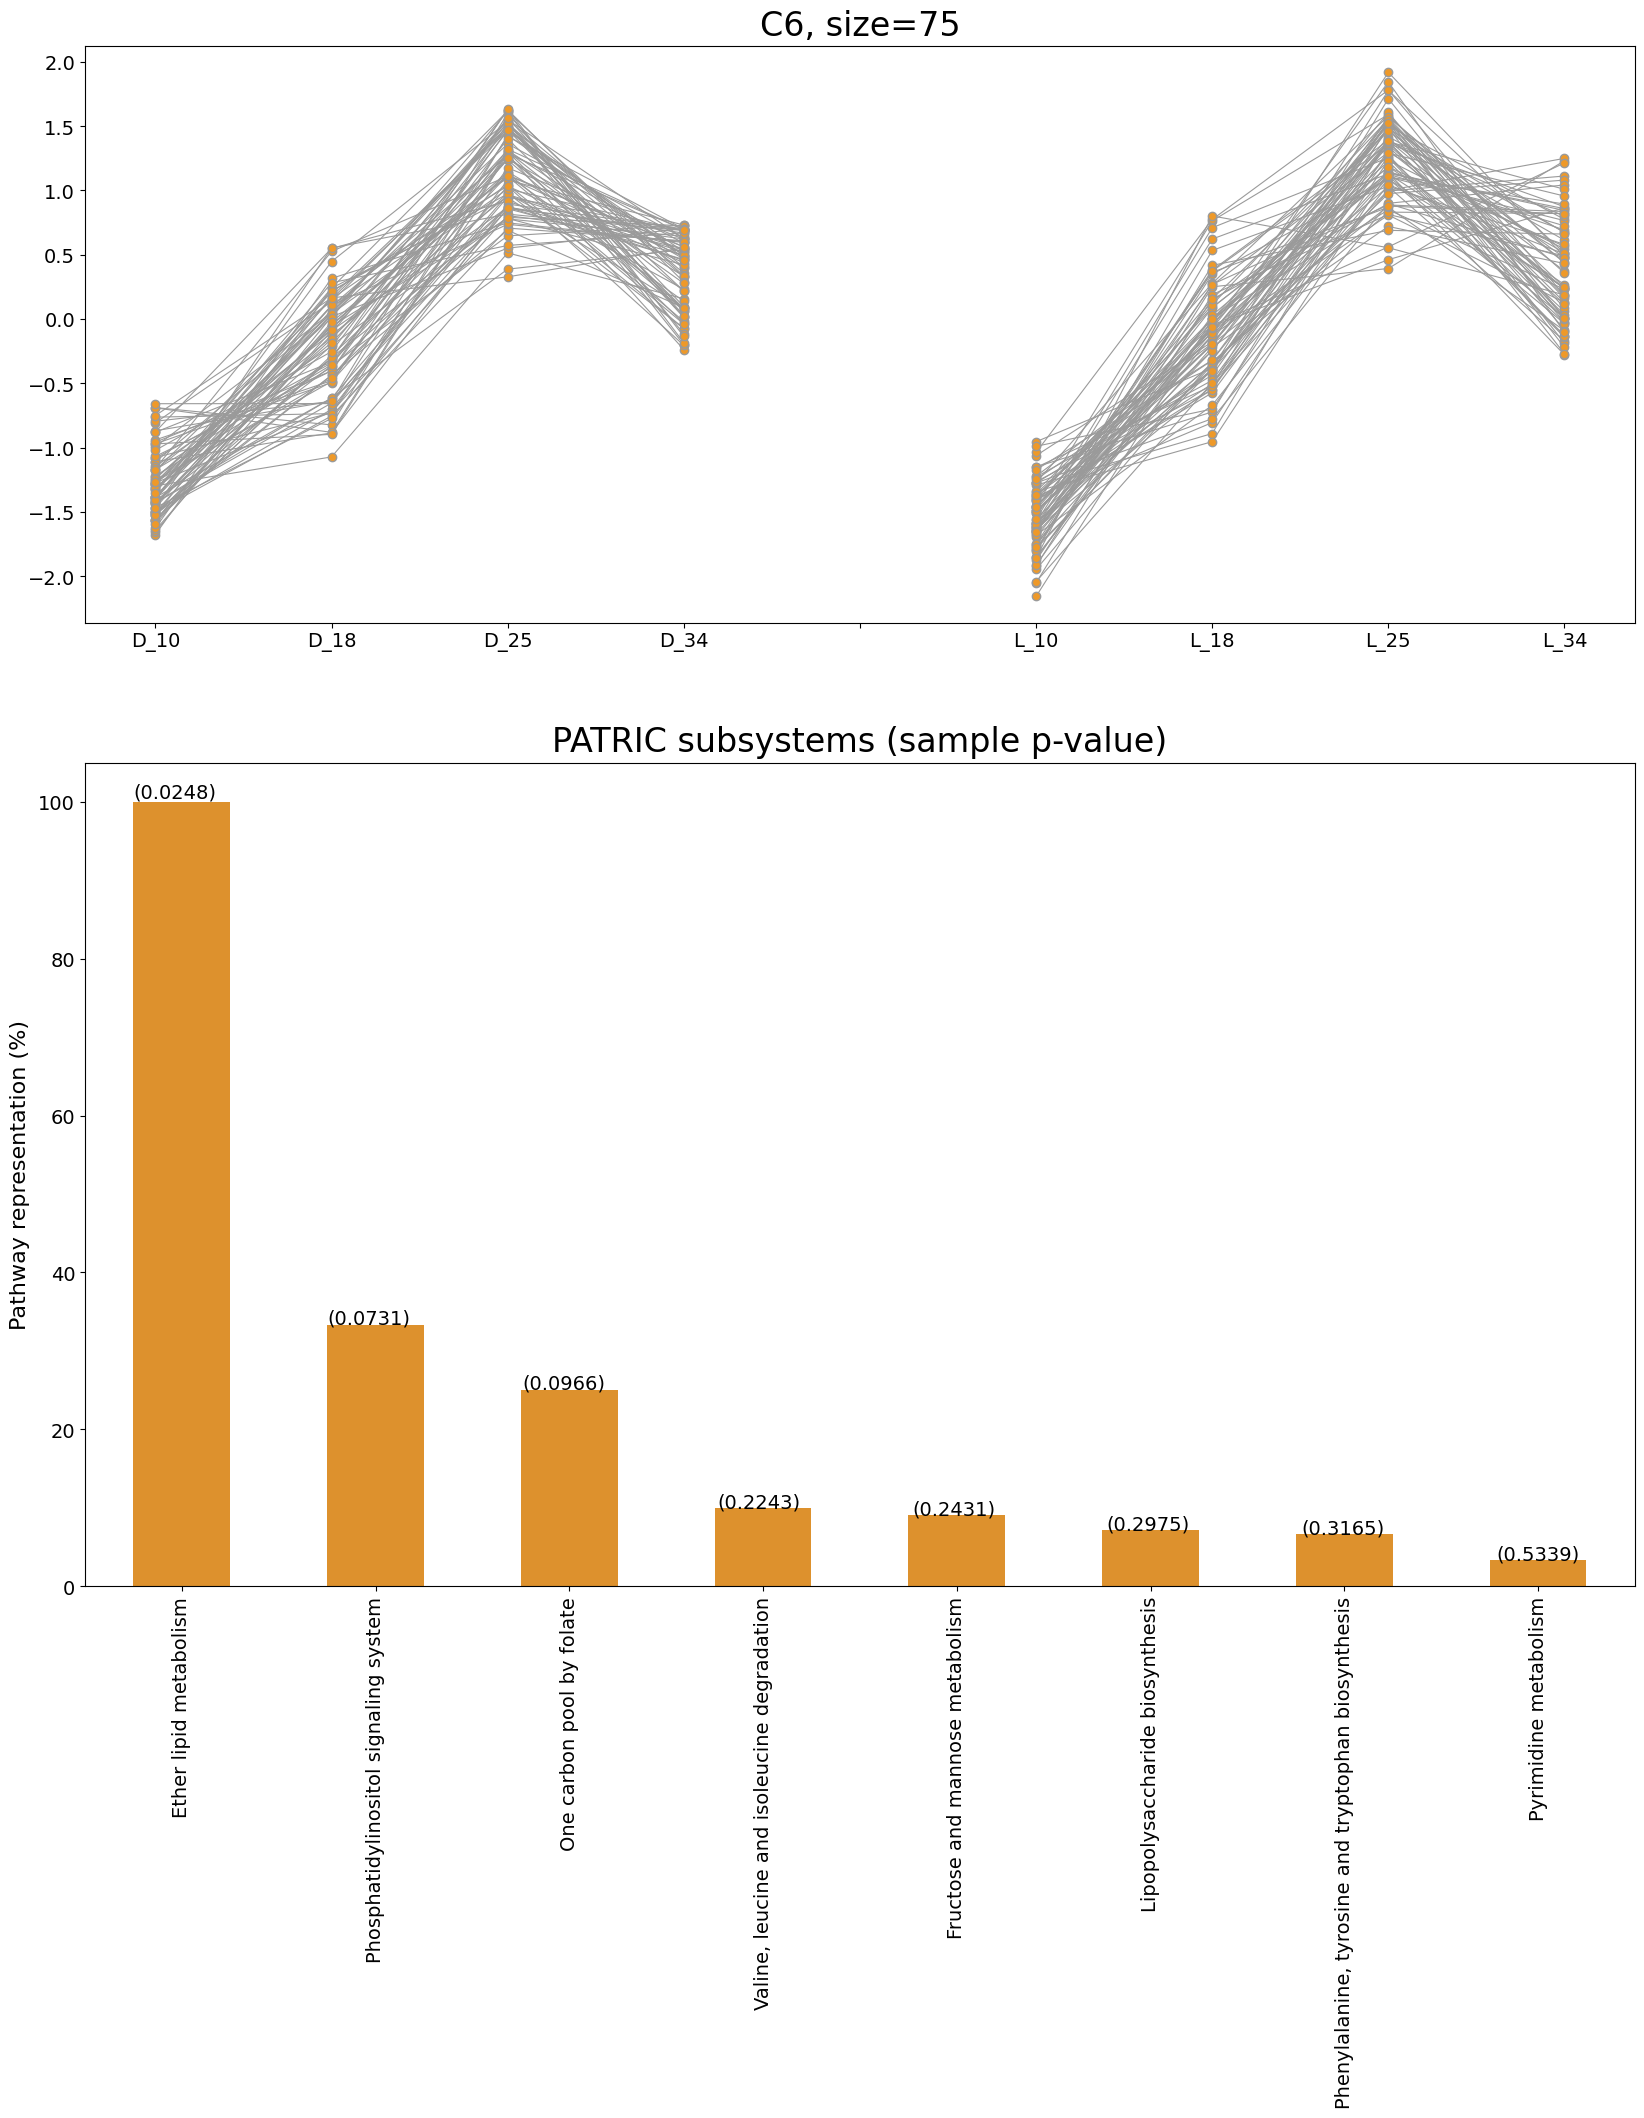 C6, size=75
2.0
1.5
1.0
0.5
0.0
−0.5
−1.0
−1.5
−2.0
D_10 D_18 D_25 D_34 L_10 L_18 L_25 L_34
PATRIC subsystems (sample p-value)
Pathway representation (%)
100
80
60
40
20
0
(0.0248)
(0.0731)
(0.0966)
(0.2243)
(0.2431)
(0.2975)
(0.3165)
(0.5339)
Ether lipid metabolism
Phosphatidylinositol signaling system
One carbon pool by folate
Valine, leucine and isoleucine degradation
Fructose and mannose metabolism
Lipopolysaccharide biosynthesis
Phenylalanine, tyrosine and tryptophan biosynthesis
Pyrimidine metabolism